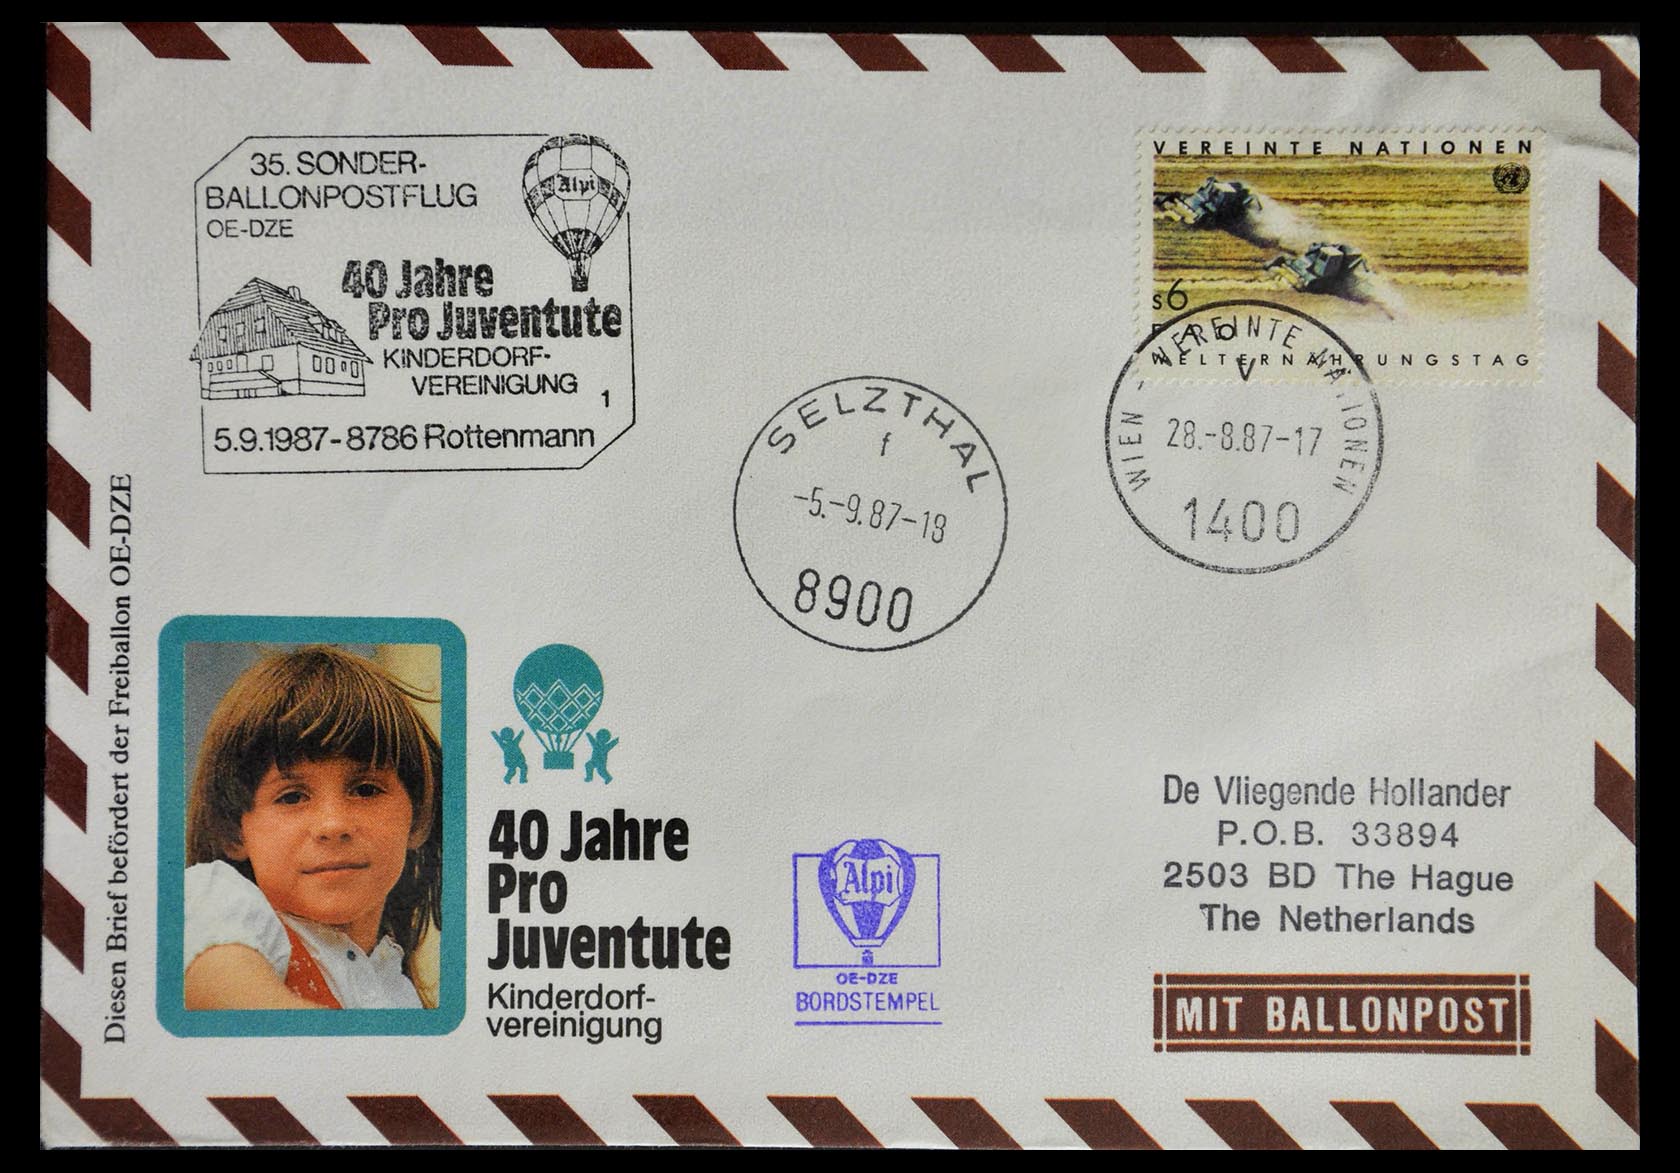 35. SONDER-
BALLONPOSTFLUG
OE-DZE
Alpi
40 Jahre
Pro Juventute
KINDERDORF-
VEREINIGUNG
1
5.9.1987-8786 Rottenmann
VEREINTE NATIONEN
S6
FAO
WELTERNÄHRUNGSTAG
WIEN - VEREINTE NATIONEN
V
28.-8.87-17
1400
SELZTHAL
f
-5.-9.87-18
8900
Diesen Brief befördert der Freiballon OE-DZE
40 Jahre
Pro
Juventute
Kinderdorf-
vereinigung
Alpi
OE-DZE
BORDSTEMPEL
De Vliegende Hollander
P.O.B. 33894
2503 BD The Hague
The Netherlands
MIT BALLONPOST